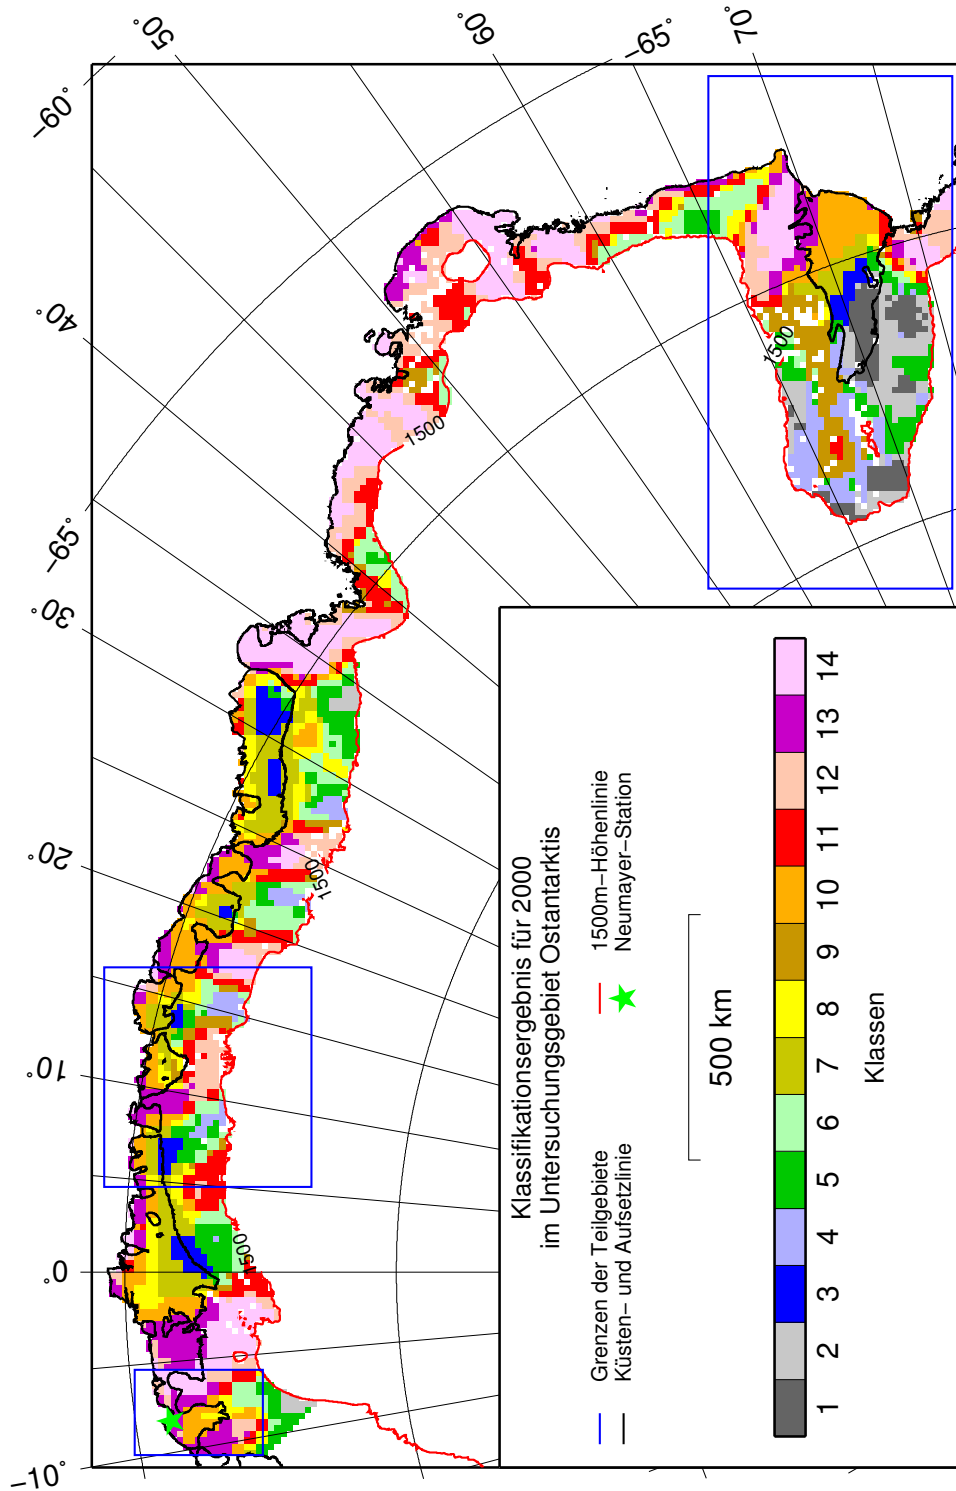 −10˚
0˚
10˚
20˚
30˚
−65˚
40˚
−60˚
50˚
60˚
−65˚
70˚
1500
1500
1500
1500
Klassifikationsergebnis für 2000
im Untersuchungsgebiet Ostantarktis
Grenzen der Teilgebiete
Küsten− und Aufsetzlinie
1500m−Höhenlinie
Neumayer−Station
500 km
1 2 3 4 5 6 7 8 9 10 11 12 13 14
Klassen